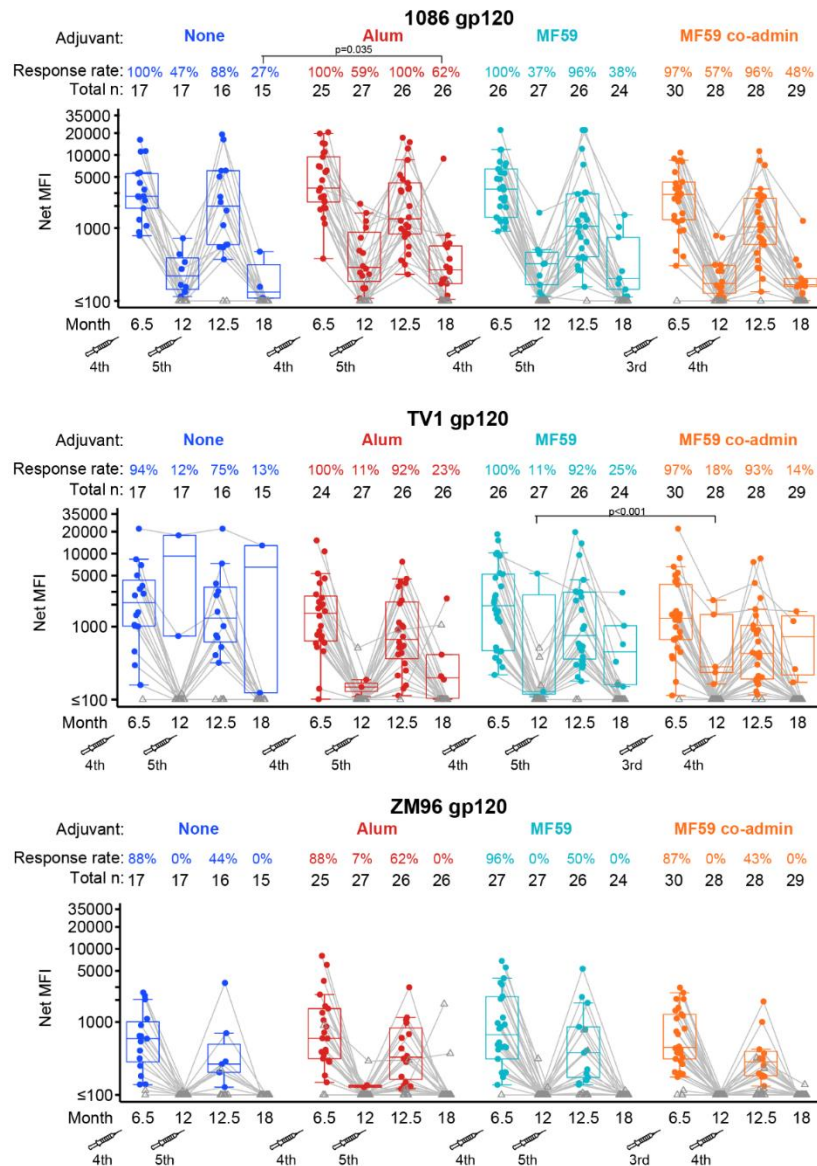 1086 gp120
Adjuvant: None Alum MF59 MF59 co-admin
p=0.035
Response rate: 100% 47% 88% 27% 100% 59% 100% 62% 100% 37% 96% 38% 97% 57% 96% 48%
Total n: 17 17 16 15 25 27 26 26 26 27 26 24 30 28 28 29
35000
20000
10000
5000
1000
≤100
Net MFI
Month 6.5 12 12.5 18 6.5 12 12.5 18 6.5 12 12.5 18 6.5 12 12.5 18
4th 5th 4th 5th 4th 5th 3rd 4th
TV1 gp120
Adjuvant: None Alum MF59 MF59 co-admin
Response rate: 94% 12% 75% 13% 100% 11% 92% 23% 100% 11% 92% 25% 97% 18% 93% 14%
Total n: 17 17 16 15 24 27 26 26 26 27 26 24 30 28 28 29
p<0.001
35000
20000
10000
5000
1000
≤100
Net MFI
Month 6.5 12 12.5 18 6.5 12 12.5 18 6.5 12 12.5 18 6.5 12 12.5 18
4th 5th 4th 5th 4th 5th 3rd 4th
ZM96 gp120
Adjuvant: None Alum MF59 MF59 co-admin
Response rate: 88% 0% 44% 0% 88% 7% 62% 0% 96% 0% 50% 0% 87% 0% 43% 0%
Total n: 17 17 16 15 25 27 26 26 27 27 26 24 30 28 28 29
35000
20000
10000
5000
1000
≤100
Net MFI
Month 6.5 12 12.5 18 6.5 12 12.5 18 6.5 12 12.5 18 6.5 12 12.5 18
4th 5th 4th 5th 4th 5th 3rd 4th